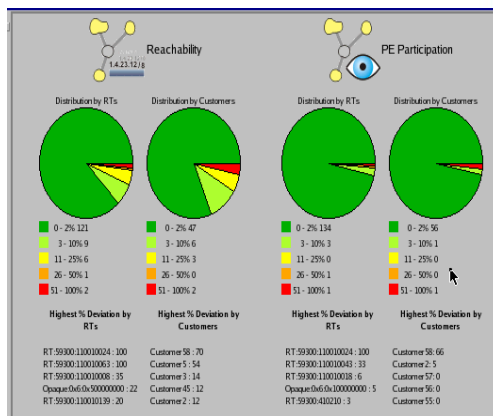 Reachability
1.4.23.12/8
PE Participation
Distribution by RTs
Distribution by Customers
Distribution by RTs
Distribution by Customers
0 - 2% 121
3 - 10% 9
11 - 25% 6
26 - 50% 1
51 - 100% 2
0 - 2% 47
3 - 10% 6
11 - 25% 3
26 - 50% 0
51 - 100% 2
0 - 2% 134
3 - 10% 3
11 - 25% 0
26 - 50% 1
51 - 100% 1
0 - 2% 56
3 - 10% 1
11 - 25% 0
26 - 50% 0
51 - 100% 1
Highest % Deviation by
RTs
RT:59300:110010024 : 100
RT:59300:110010063 : 100
RT:59300:110010008 : 35
Opaque:0x6:0x500000000 : 22
RT:59300:110010139 : 20
Highest % Deviation by
Customers
Customer58 : 70
Customer5 : 54
Customer3 : 14
Customer45 : 12
Customer2 : 12
Highest % Deviation by
RTs
RT:59300:110010024 : 100
RT:59300:110010043 : 33
RT:59300:110010018 : 6
Opaque:0x6:0x100000000 : 5
RT:59300:410210 : 3
Highest % Deviation by
Customers
Customer58: 66
Customer2: 5
Customer57: 0
Customer56: 0
Customer55: 0